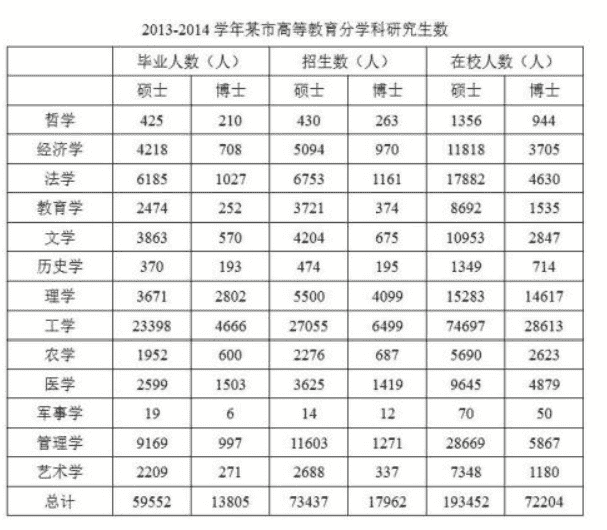 2013-2014 学年某市高等教育分学科研究生数
毕业人数（人） 招生数（人） 在校人数（人）
硕士 博士 硕士 博士 硕士 博士
哲学 425 210 430 263 1356 944
经济学 4218 708 5094 970 11818 3705
法学 6185 1027 6753 1161 17882 4630
教育学 2474 252 3721 374 8692 1535
文学 3863 570 4204 675 10953 2847
历史学 370 193 474 195 1349 714
理学 3671 2802 5500 4099 15283 14617
工学 23398 4666 27055 6499 74697 28613
农学 1952 600 2276 687 5690 2623
医学 2599 1503 3625 1419 9645 4879
军事学 19 6 14 12 70 50
管理学 9169 997 11603 1271 28669 5867
艺术学 2209 271 2688 337 7348 1180
总计 59552 13805 73437 17962 193452 72204